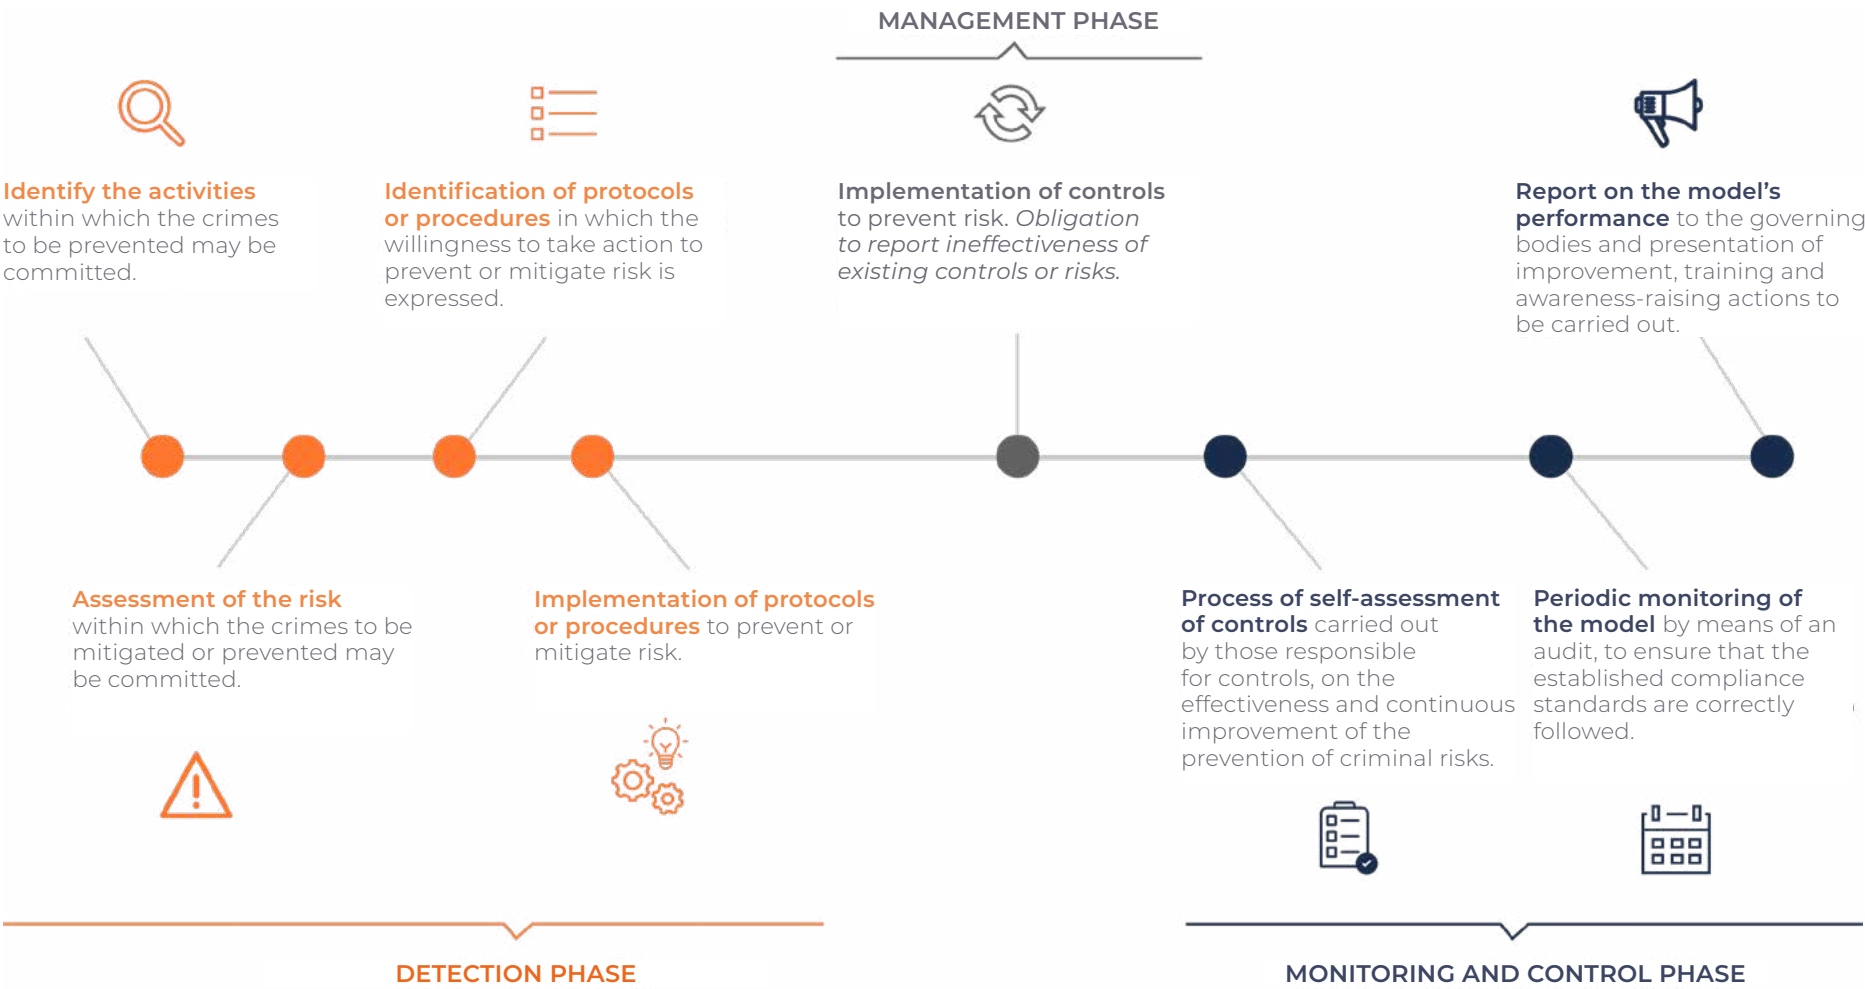 MANAGEMENT PHASE
Identify the activities
within which the crimes
to be prevented may be
committed.
Identification of protocols
or procedures in which the
willingness to take action to
prevent or mitigate risk is
expressed.
Implementation of controls
to prevent risk. Obligation
to report ineffectiveness of
existing controls or risks.
Report on the model’s
performance to the governing
bodies and presentation of
improvement, training and
awareness-raising actions to
be carried out.
Assessment of the risk
within which the crimes to be
mitigated or prevented may
be committed.
Implementation of protocols
or procedures to prevent or
mitigate risk.
Process of self-assessment
of controls carried out
by those responsible
for controls, on the
effectiveness and continuous
improvement of the
prevention of criminal risks.
Periodic monitoring of
the model by means of an
audit, to ensure that the
established compliance
standards are correctly
followed.
DETECTION PHASE
MONITORING AND CONTROL PHASE